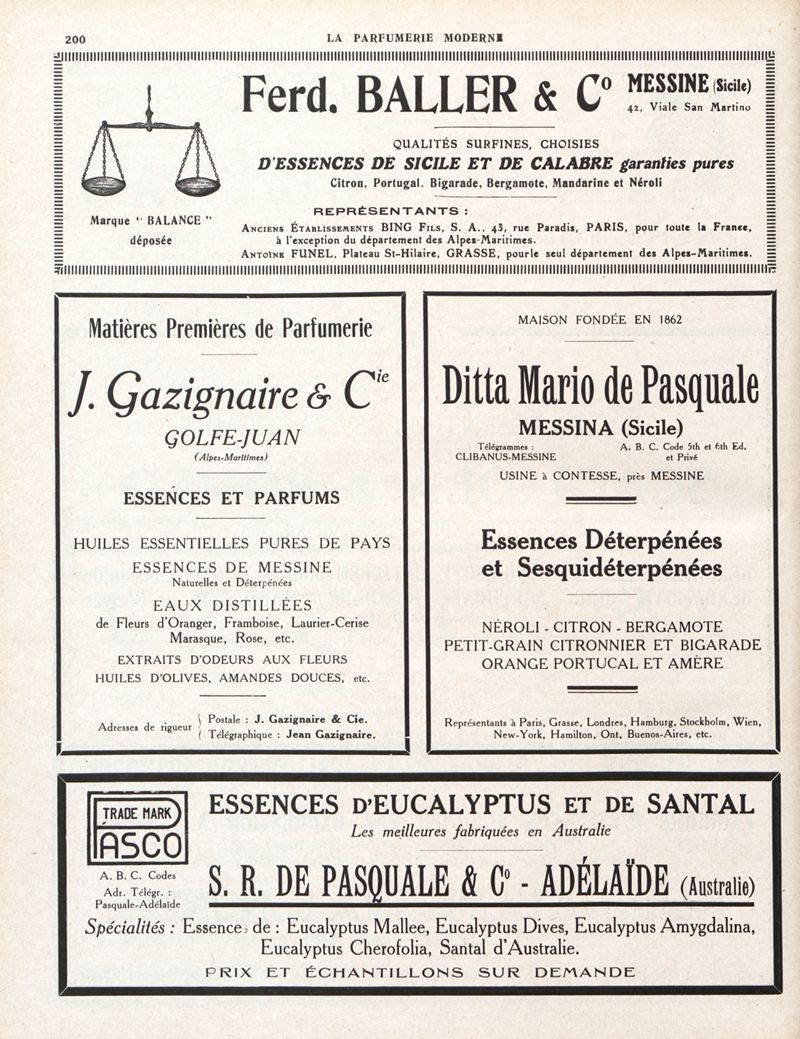 200
LA PARFUMERIE MODERNE
Ferd. BALLER & Cº MESSINE (Sicile)
42, Viale San Martino
QUALITÉS SURFINES, CHOISIES
D'ESSENCES DE SICILE ET DE CALABRE garanties pures
Citron, Portugal, Bigarade, Bergamote, Mandarine et Néroli
Marque " BALANCE "
déposée
REPRÉSENTANTS :
ANCIENS ÉTABLISSEMENTS BING FILS, S. A., 43, rue Paradis, PARIS, pour toute la France,
à l'exception du département des Alpes-Maritimes.
ANTOINE FUNEL, Plateau St-Hilaire, GRASSE, pourle seul département des Alpes-Maritimes.
Matières Premières de Parfumerie
J. Gazignaire & Cie
GOLFE-JUAN
(Alpes-Maritimes)
ESSENCES ET PARFUMS
HUILES ESSENTIELLES PURES DE PAYS
ESSENCES DE MESSINE
Naturelles et Déterpénées
EAUX DISTILLÉES
de Fleurs d'Oranger, Framboise, Laurier-Cerise
Marasque, Rose, etc.
EXTRAITS D'ODEURS AUX FLEURS
HUILES D'OLIVES, AMANDES DOUCES, etc.
Adresses de rigueur
Postale : J. Gazignaire & Cie.
Télégraphique : Jean Gazignaire.
MAISON FONDÉE EN 1862
Ditta Mario de Pasquale
MESSINA (Sicile)
Télégrammes :
CLIBANUS-MESSINE
A. B. C. Code 5th et 6th Ed.
et Privé
USINE à CONTESSE, près MESSINE
Essences Déterpénées
et Sesquidéterpénées
NÉROLI - CITRON - BERGAMOTE
PETIT-GRAIN CITRONNIER ET BIGARADE
ORANGE PORTUCAL ET AMÈRE
Représentants à Paris, Grasse, Londres, Hamburg, Stockholm, Wien,
New-York, Hamilton, Ont, Buenos-Aires, etc.
TRADE MARK
PASCO
A. B. C. Codes
Adr. Télégr. :
Pasquale-Adélaïde
ESSENCES D'EUCALYPTUS ET DE SANTAL
Les meilleures fabriquées en Australie
S. R. DE PASQUALE & Cº - ADÉLAÏDE (Australie)
Spécialités : Essences de : Eucalyptus Mallee, Eucalyptus Dives, Eucalyptus Amygdalina,
Eucalyptus Cherofolia, Santal d'Australie.
PRIX ET ÉCHANTILLONS SUR DEMANDE